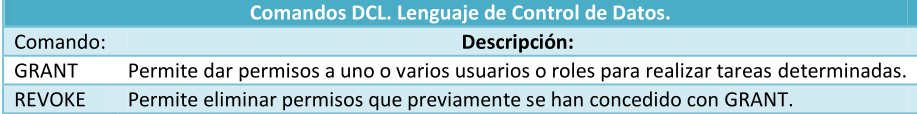 Comandos DCL. Lenguaje de Control de Datos.
Comando: Descripción:
GRANT Permite dar permisos a uno o varios usuarios o roles para realizar tareas determinadas.
REVOKE Permite eliminar permisos que previamente se han concedido con GRANT.